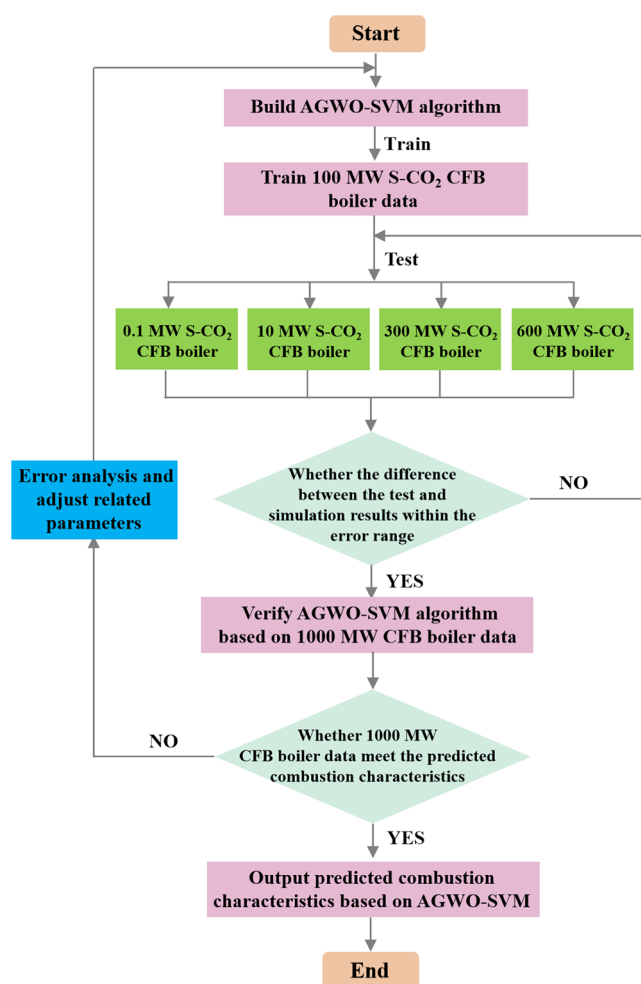 Start
Build AGWO-SVM algorithm
Train
Train 100 MW S-CO₂ CFB
boiler data
Test
0.1 MW S-CO₂
CFB boiler
10 MW S-CO₂
CFB boiler
300 MW S-CO₂
CFB boiler
600 MW S-CO₂
CFB boiler
Error analysis and
adjust related
parameters
Whether the difference
between the test and
simulation results within the
error range
NO
YES
Verify AGWO-SVM algorithm
based on 1000 MW CFB boiler data
Whether 1000 MW
CFB boiler data meet the predicted
combustion characteristics
NO
YES
Output predicted combustion
characteristics based on AGWO-SVM
End